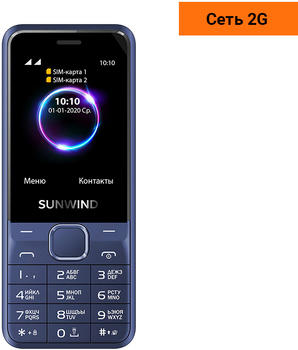 Сеть 2G
10:10
SIM-карта 1
SIM-карта 2
10:10
01-01-2020 Ср.
Меню Контакты
SUNWIND
1 . , 2 АБВГ ABC 3 ДЕЖЗ DEF
4 ИЙКЛ GHI 5 МНОП JKL 6 РСТУ MNO
7 ФХЦЧ PQRS 8 ШЩЪЫ TUV 9 ЬЭЮЯ WXYZ
* 0 #